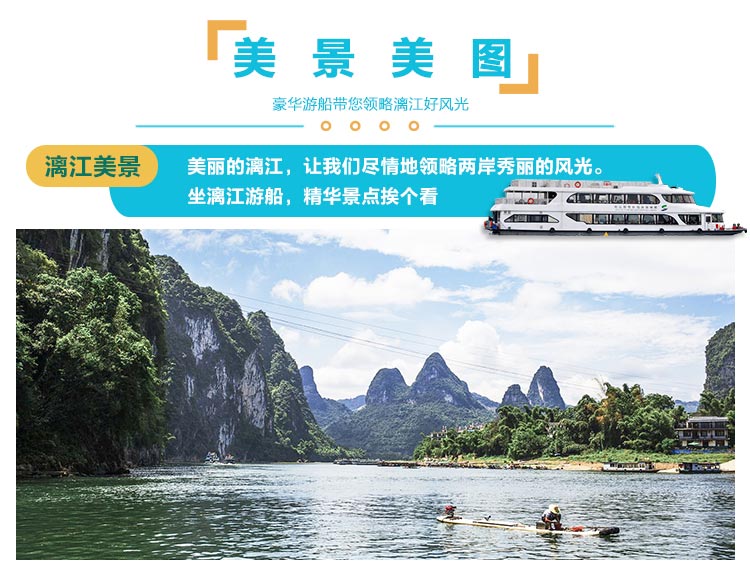 美景美图
豪华游船带您领略漓江好风光
漓江美景
美丽的漓江，让我们尽情地领略两岸秀丽的风光。
坐漓江游船，精华景点挨个看